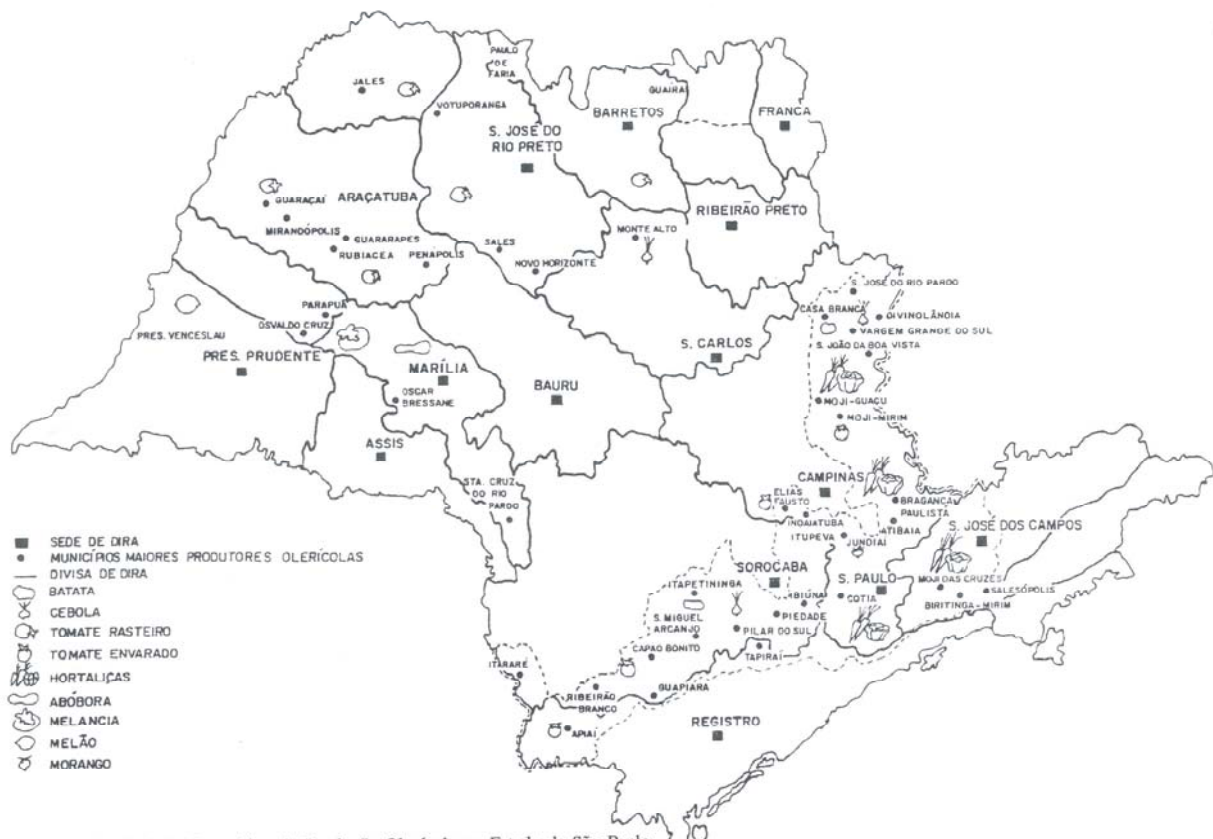 PAULO
DE
FARIA
JALES
GUAÍRA
VOTUPORANGA
BARRETOS
FRANCA
S. JOSÉ DO
RIO PRETO
GUARAÇAÍ
ARAÇATUBA
RIBEIRÃO PRETO
MIRANDÓPOLIS
GUARARAPES
MONTE ALTO
RUBIACEA
PENAPOLIS
SALES
NOVO HORIZONTE
S. JOSÉ DO RIO PARDO
PARAPUÃ
CASA BRANCA
DIVINOLÂNDIA
PRES. VENCESLAU
OSVALDO CRUZ
VARGEM GRANDE DO SUL
S. JOÃO DA BOA VISTA
PRES. PRUDENTE
S. CARLOS
MARÍLIA
BAURU
OSCAR
BRESSANE
MOJI-GUAÇU
MOJI-MIRIM
ASSIS
STA. CRUZ
DO RIO
PARDO
CAMPINAS
ELIAS
FAUSTO
BRAGANÇA
PAULISTA
INDAIATUBA
ITUPEVA
ATIBAIA
S. JOSÉ DOS CAMPOS
JUNDIAÍ
SOROCABA
S. PAULO
MOJI DAS CRUZES
SALESÓPOLIS
ITAPETININGA
IBIÚNA
COTIA
BIRITINGA-MIRIM
S. MIGUEL
ARCANJO
PIEDADE
PILAR DO SUL
CAPAO BONITO
TAPIRAÍ
ITARARÉ
RIBEIRÃO
BRANCO
GUAPIARA
APIAÍ
REGISTRO
SEDE DE DIRA
MUNICÍPIOS MAIORES PRODUTORES OLERÍCOLAS
DIVISA DE DIRA
BATATA
CEBOLA
TOMATE RASTEIRO
TOMATE ENVARADO
HORTALIÇAS
ABÓBORA
MELANCIA
MELÃO
MORANGO